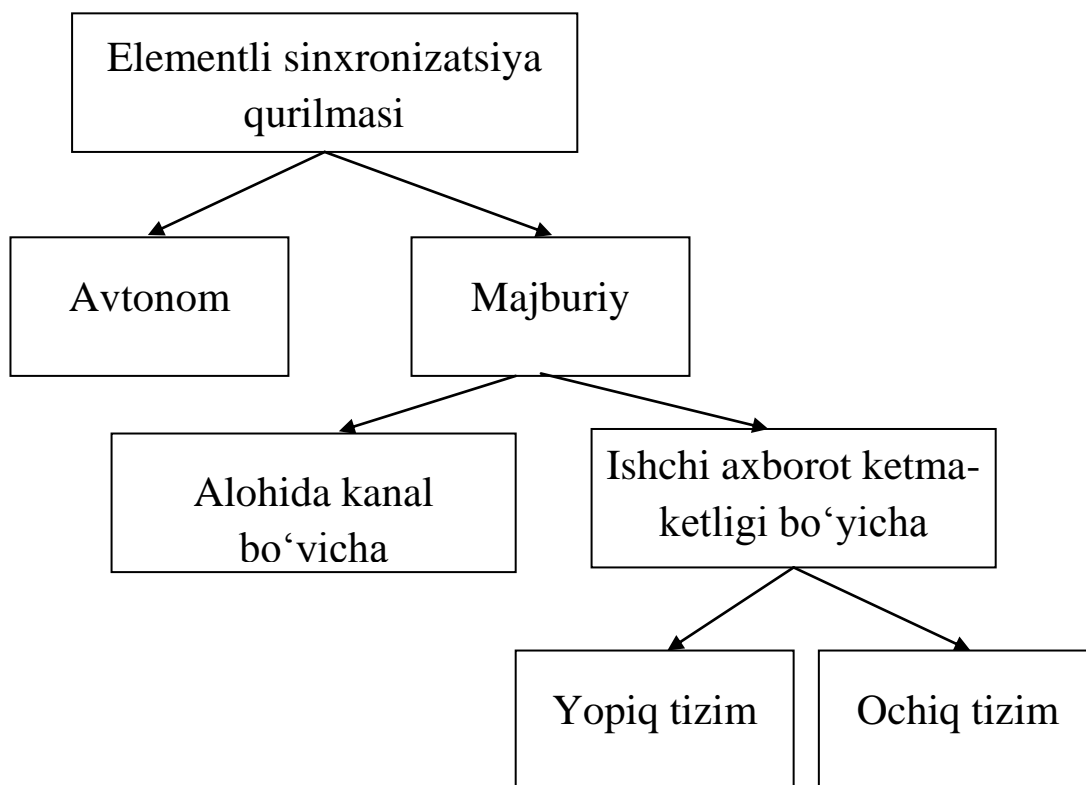 Elementli sinxronizatsiya
qurilmasi
Avtonom
Majburiy
Alohida kanal
bo‘vicha
Ishchi axborot ketma-
ketligi bo‘yicha
Yopiq tizim
Ochiq tizim